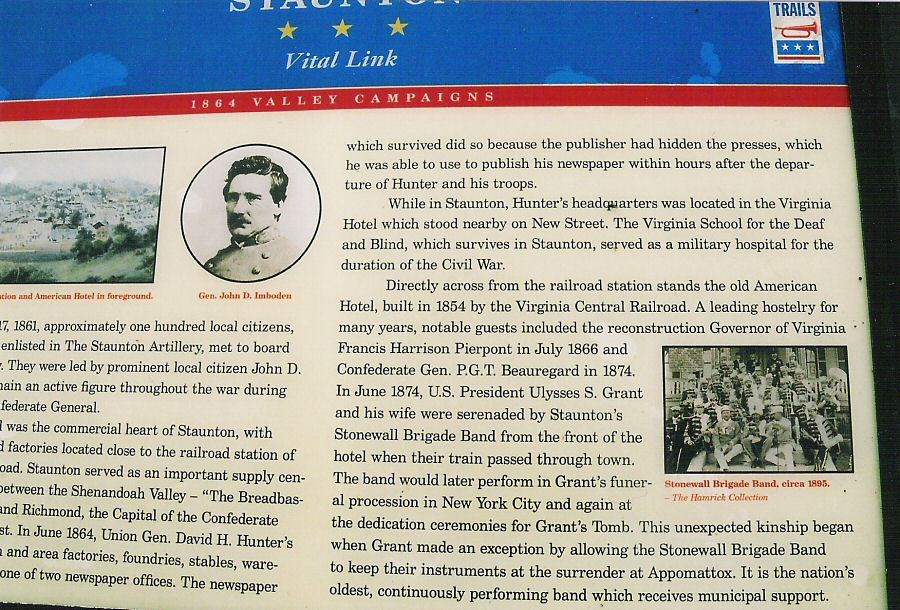 STAUNTON
Vital Link
TRAILS
1864 VALLEY CAMPAIGNS
and American Hotel in foreground.
Gen. John D. Imboden
17, 1861, approximately one hundred local citizens,
enlisted in The Staunton Artillery, met to board
They were led by prominent local citizen John D.
an active figure throughout the war during
General.
was the commercial heart of Staunton, with
factories located close to the railroad station of
Staunton served as an important supply cen-
between the Shenandoah Valley – "The Breadbas-
and Richmond, the Capital of the Confederate
In June 1864, Union Gen. David H. Hunter's
and area factories, foundries, stables, ware-
one of two newspaper offices. The newspaper
which survived did so because the publisher had hidden the presses, which
he was able to use to publish his newspaper within hours after the depar-
ture of Hunter and his troops.
While in Staunton, Hunter's headquarters was located in the Virginia
Hotel which stood nearby on New Street. The Virginia School for the Deaf
and Blind, which survives in Staunton, served as a military hospital for the
duration of the Civil War.
Directly across from the railroad station stands the old American
Hotel, built in 1854 by the Virginia Central Railroad. A leading hostelry for
many years, notable guests included the reconstruction Governor of Virginia
Francis Harrison Pierpont in July 1866 and
Confederate Gen. P.G.T. Beauregard in 1874.
In June 1874, U.S. President Ulysses S. Grant
and his wife were serenaded by Staunton's
Stonewall Brigade Band from the front of the
hotel when their train passed through town.
The band would later perform in Grant's funer-
al procession in New York City and again at
the dedication ceremonies for Grant's Tomb. This unexpected kinship began
when Grant made an exception by allowing the Stonewall Brigade Band
to keep their instruments at the surrender at Appomattox. It is the nation's
oldest, continuously performing band which receives municipal support.
Stonewall Brigade Band, circa 1895.
– The Hamrick Collection